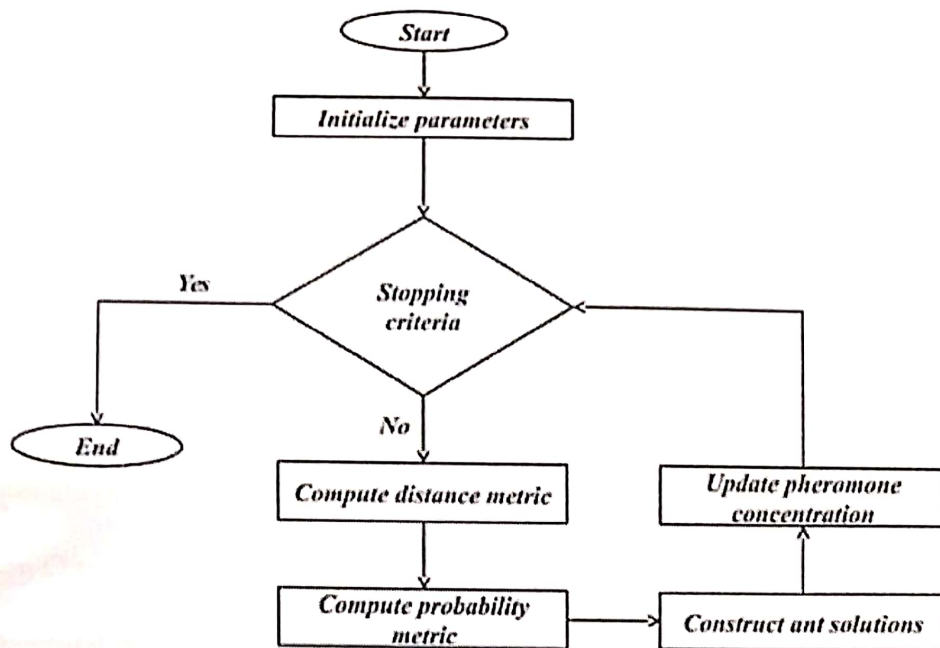 Start
Initialize parameters
Stopping
criteria
Yes
No
End
Compute distance metric
Compute probability
metric
Construct ant solutions
Update pheromone
concentration